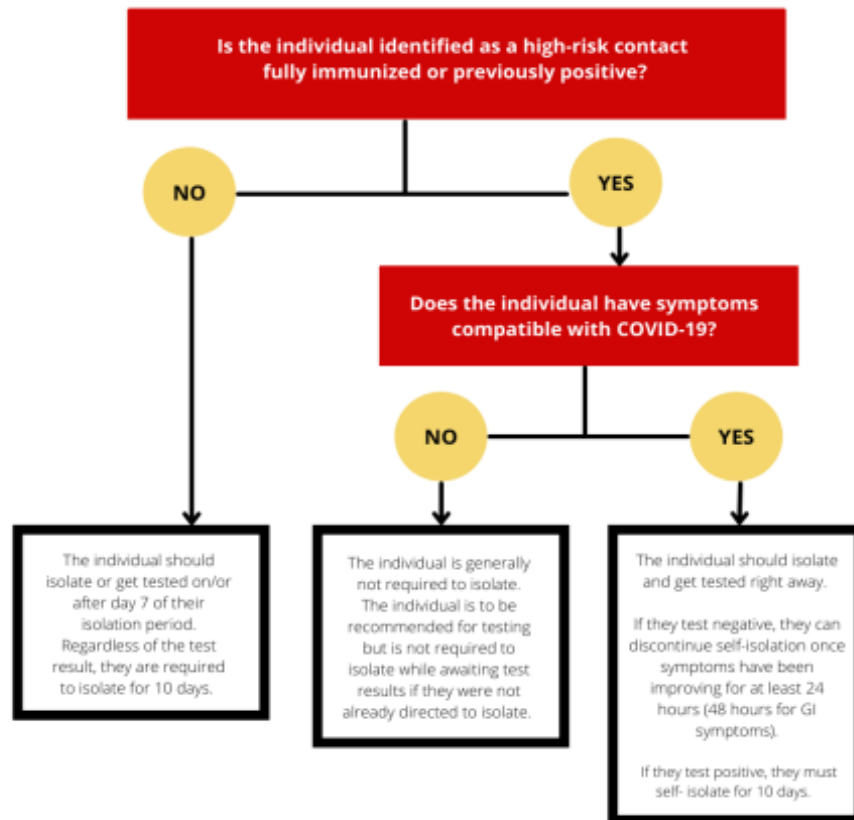 Is the individual identified as a high-risk contact
fully immunized or previously positive?
NO
YES
Does the individual have symptoms
compatible with COVID-19?
NO
YES
The individual should
isolate or get tested on/or
after day 7 of their
isolation period.
Regardless of the test
result, they are required
to isolate for 10 days.
The individual is generally
not required to isolate.
The individual is to be
recommended for testing
but is not required to
isolate while awaiting test
results if they were not
already directed to isolate.
The individual should isolate
and get tested right away.
If they test negative, they can
discontinue self-isolation once
symptoms have been
improving for at least 24
hours (48 hours for GI
symptoms).
If they test positive, they must
self- isolate for 10 days.